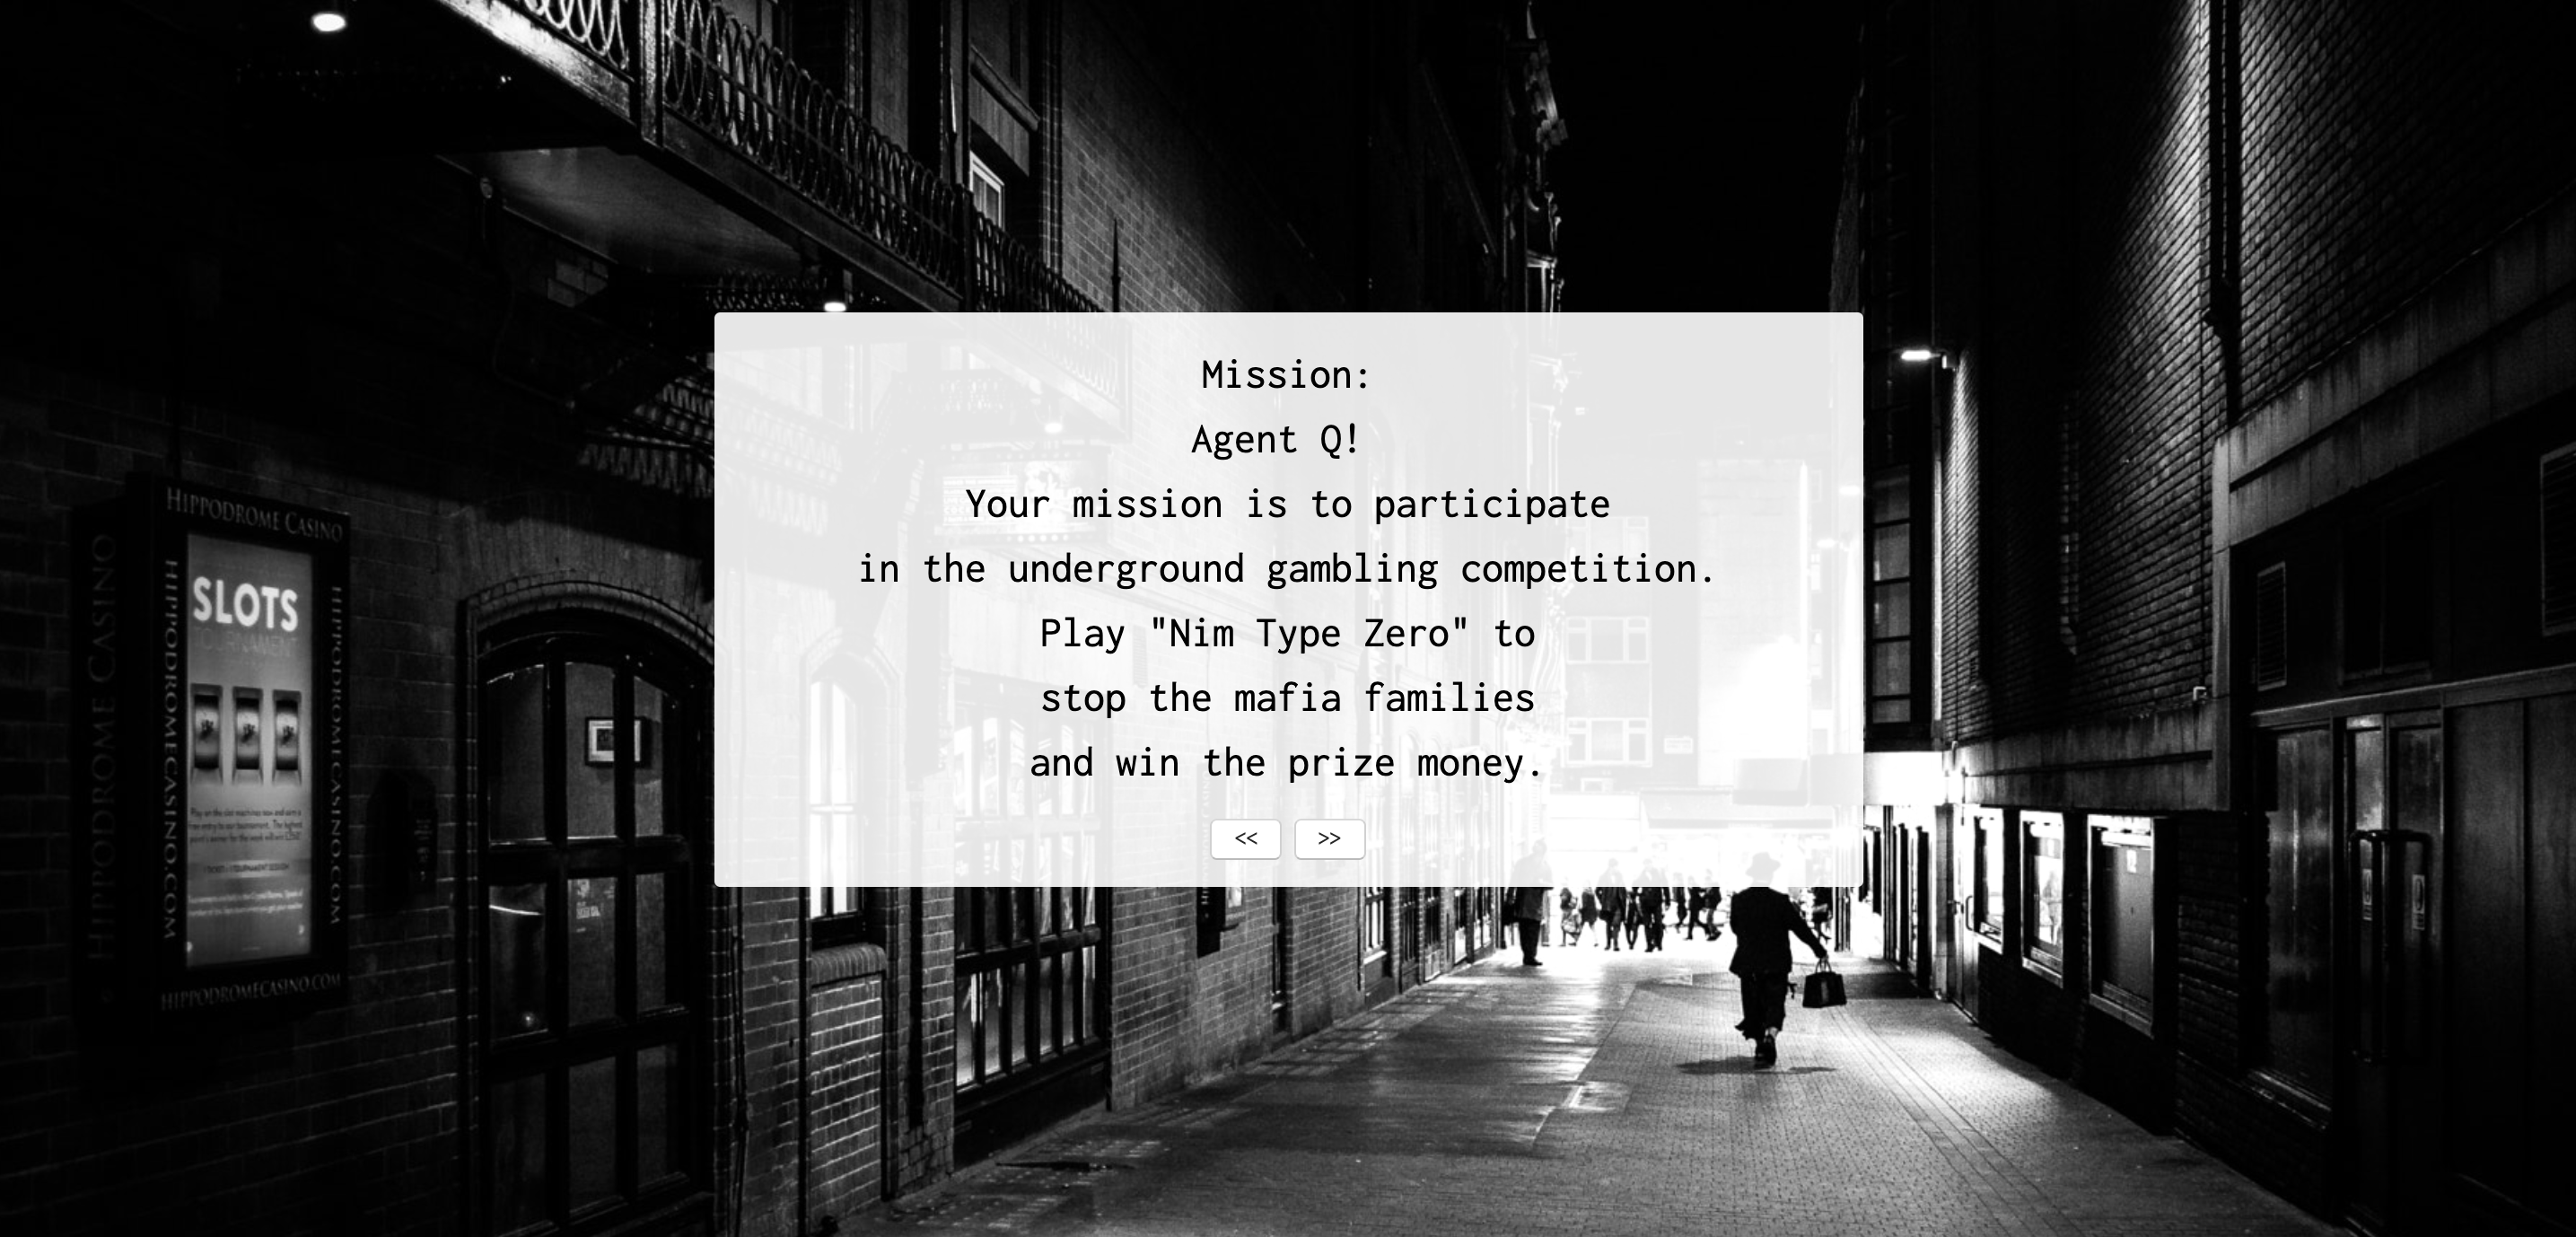 Mission:
Agent Q!
Your mission is to participate
in the underground gambling competition.
Play "Nim Type Zero" to
stop the mafia families
and win the prize money.
<< >>
HIPPODROME CASINO
HIPPODROME CASINO
HIPPODROMECASINO.COM
SLOTS
TOURNAMENT
HIPPODROMECASINO.COM
HIPPODROMECASINO.COM